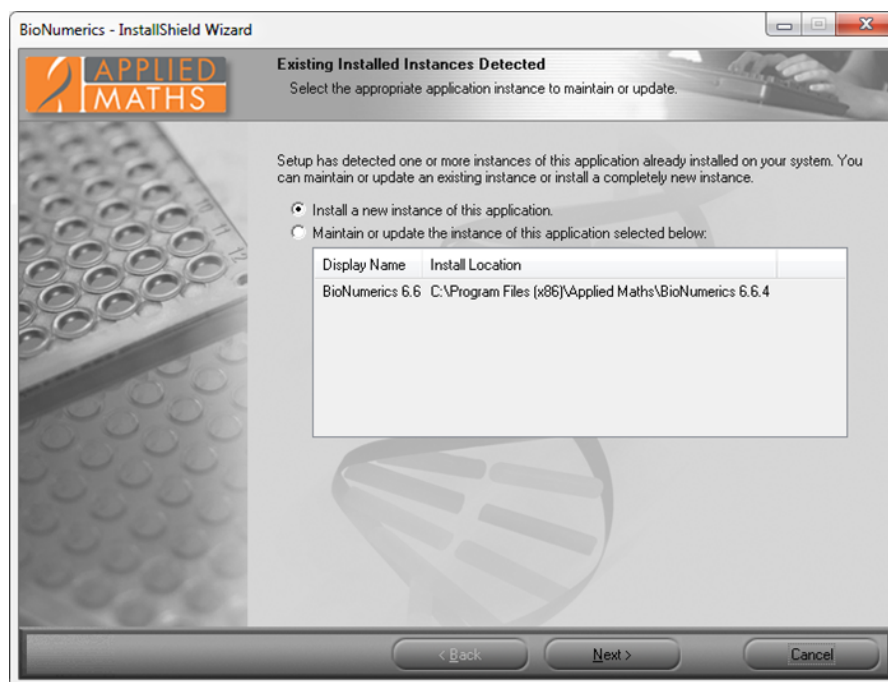 BioNumerics - InstallShield Wizard
APPLIED
MATHS
Existing Installed Instances Detected
Select the appropriate application instance to maintain or update.
Setup has detected one or more instances of this application already installed on your system. You
can maintain or update an existing instance or install a completely new instance.
Install a new instance of this application.
Maintain or update the instance of this application selected below:
Display Name Install Location
BioNumerics 6.6 C:\Program Files (x86)\Applied Maths\BioNumerics 6.6.4
10 11 12
< Back Next > Cancel